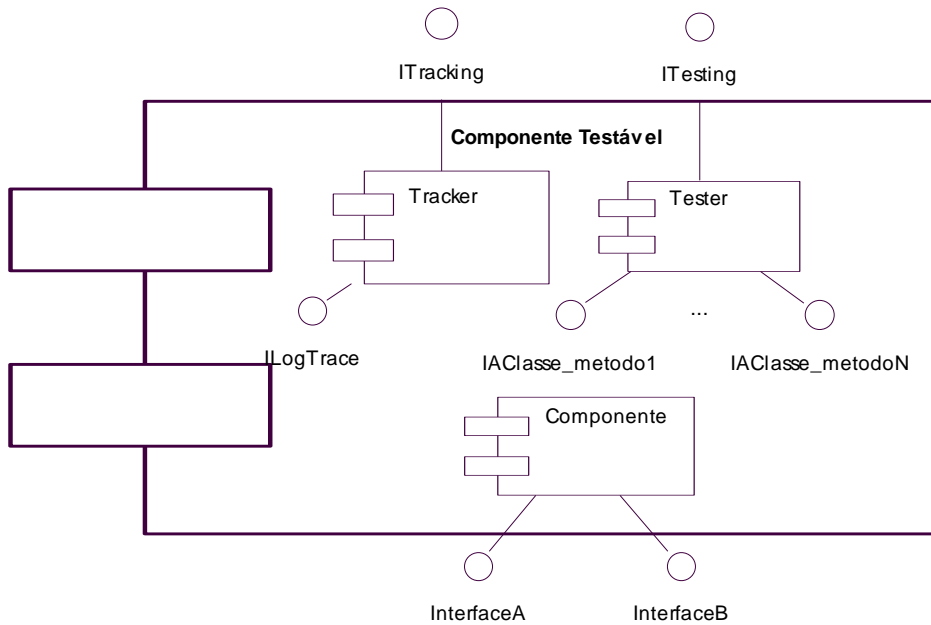 ITracking
ITesting
Componente Testável
Tracker
Tester
...
ILogTrace
IAClasse_metodo1
IAClasse_metodoN
Componente
InterfaceA
InterfaceB